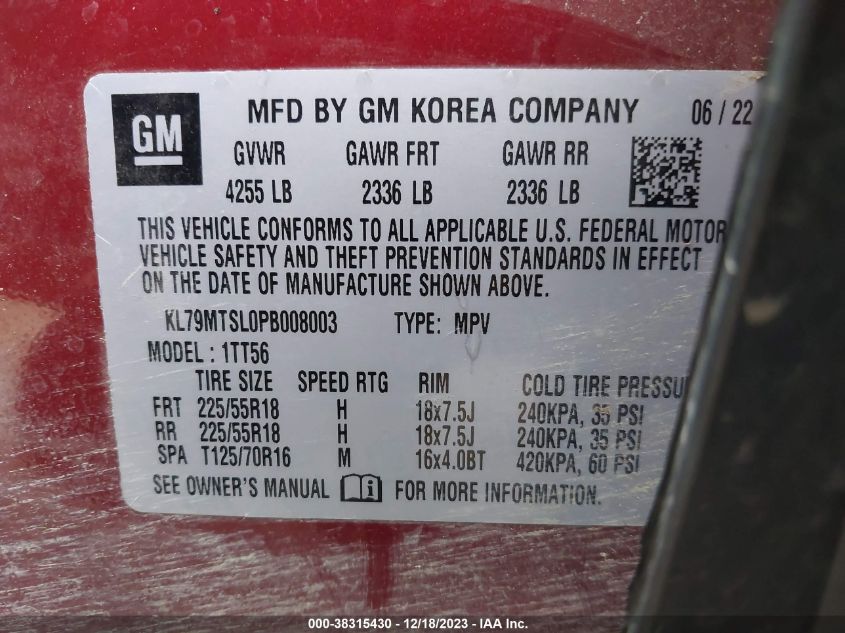 GM
MFD BY GM KOREA COMPANY 06 / 22
GVWR GAWR FRT GAWR RR
4255 LB 2336 LB 2336 LB
THIS VEHICLE CONFORMS TO ALL APPLICABLE U.S. FEDERAL MOTOR
VEHICLE SAFETY AND THEFT PREVENTION STANDARDS IN EFFECT
ON THE DATE OF MANUFACTURE SHOWN ABOVE.
KL79MTSL0PB008003 TYPE: MPV
MODEL : 1TT56
TIRE SIZE SPEED RTG RIM COLD TIRE PRESSU
FRT 225/55R18 H 18x7.5J 240KPA, 35 PSI
RR 225/55R18 H 18x7.5J 240KPA, 35 PSI
SPA T125/70R16 M 16x4.0BT 420KPA, 60 PSI
SEE OWNER'S MANUAL FOR MORE INFORMATION.
000-38315430 - 12/18/2023 - IAA Inc.